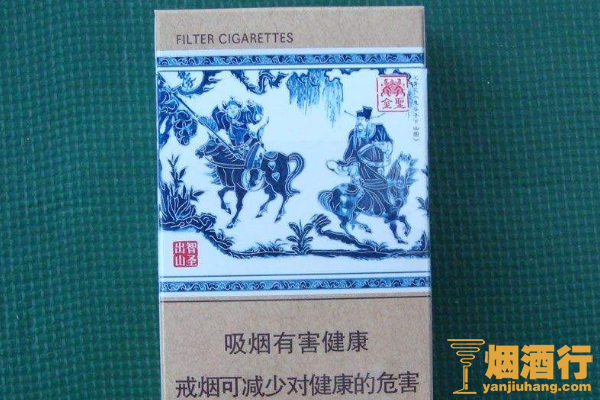 FILTER CIGARETTES
金聖
智圣
出山
吸烟有害健康
戒烟可减少对健康的危害
烟酒行
yanjiuhang.com